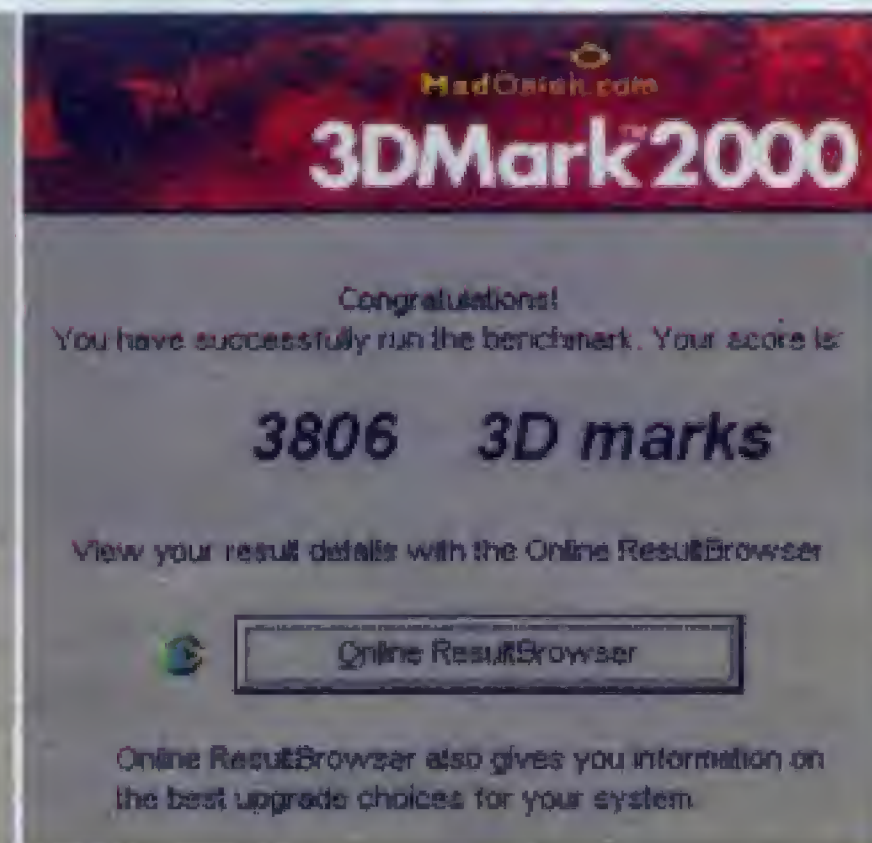 MadOnion.com
3DMark™2000
Congratulations!
You have successfully run the benchmark. Your score is:
3806 3D marks
View your result details with the Online ResultBrowser
Online ResultBrowser
Online ResultBrowser also gives you information on
the best upgrade choices for your system